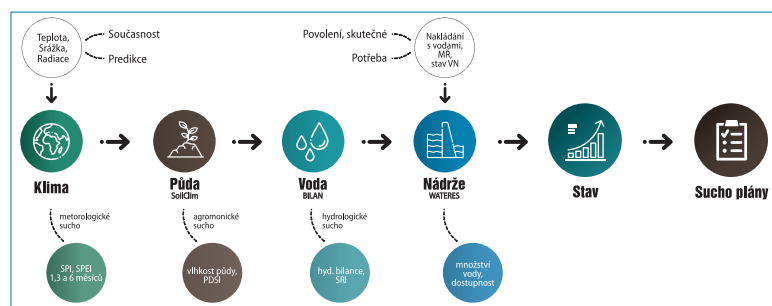 Teplota,
Srážka,
Radiace
Současnost
Predikce
Povolení, skutečné
Potřeba
Nakládání
s vodami,
MŘ,
stav VN
Klima
Půda
SoilClim
Voda
BILAN
Nádrže
WATERES
Stav
Sucho plány
metorologické
sucho
agromonické
sucho
hydrologické
sucho
SPI, SPEI
1,3 a 6 měsíců
vlhkost půdy,
PDSI
hyd. bilance,
SRI
množství
vody,
dostupnost